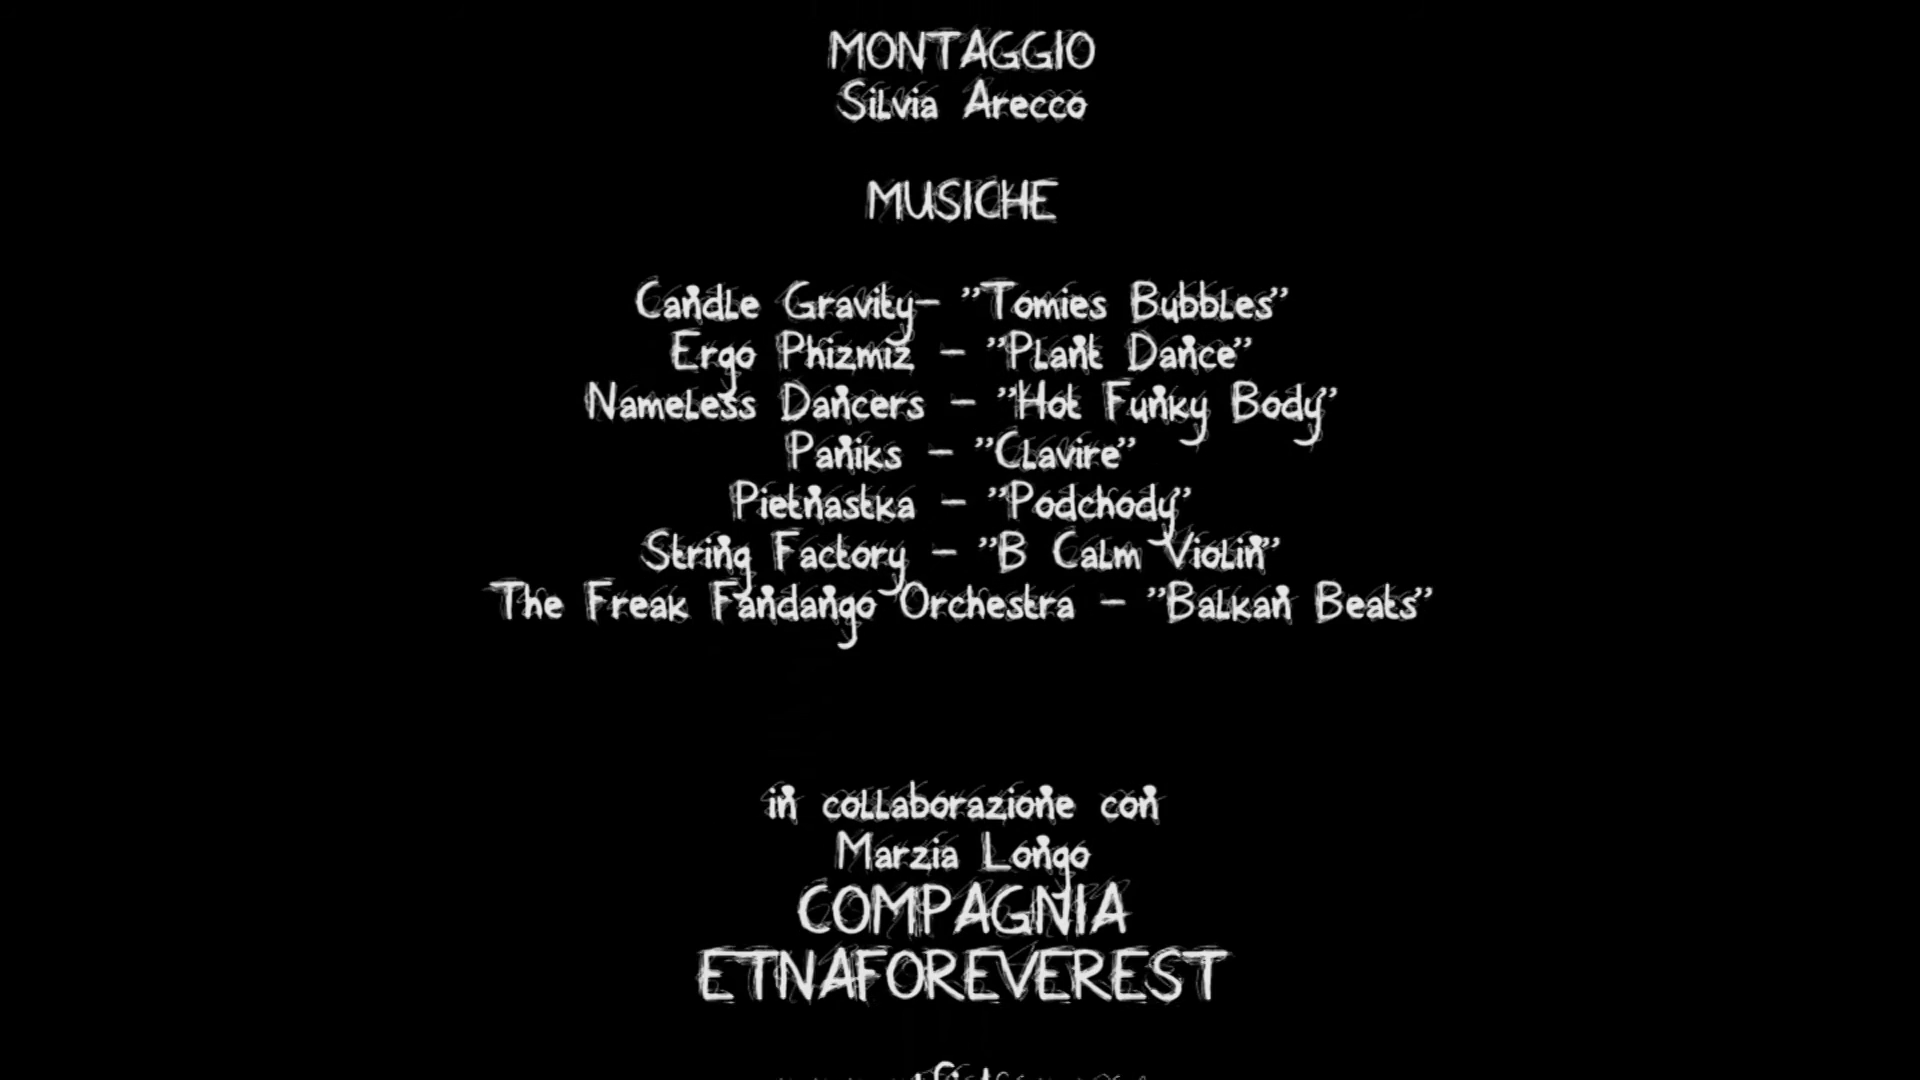 MONTAGGIO
Silvia Arecco
MUSICHE
Candle Gravity- "Tomies Bubbles"
Ergo Phizmiz - "Plant Dance"
Nameless Dancers - "Hot Funky Body"
Paniks - "Clavire"
Pietnastka - "Podchody"
String Factory - "B Calm Violin"
The Freak Fandango Orchestra - "Balkan Beats"
in collaborazione con
Marzia Longo
COMPAGNIA
ETNAFOREVEREST